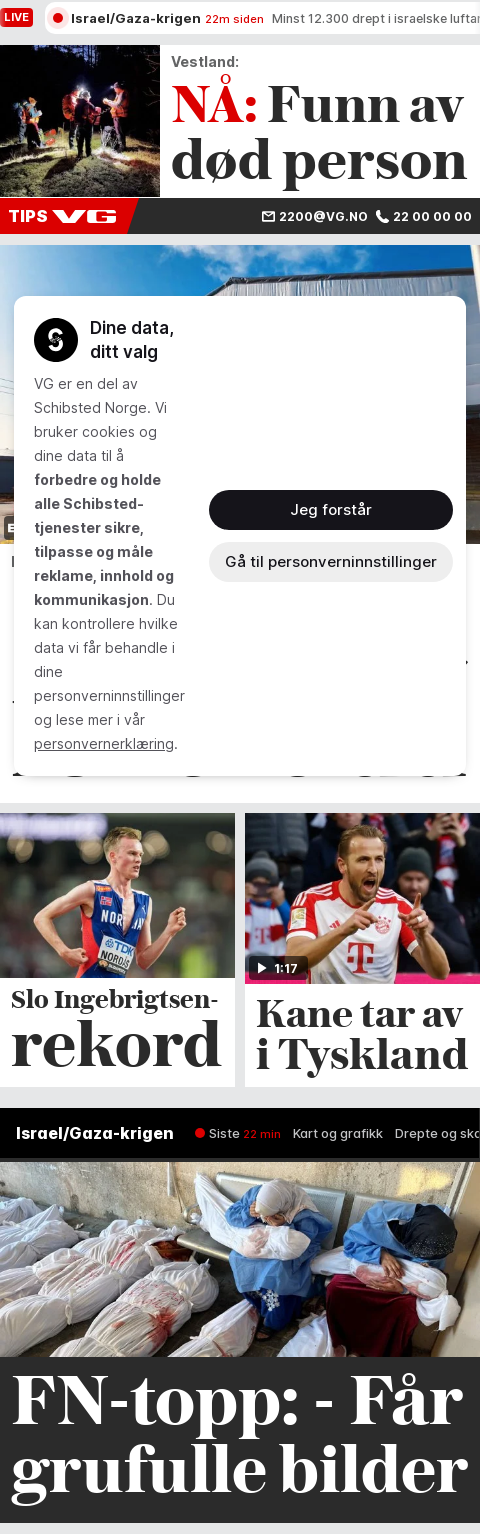 LIVE
Israel/Gaza-krigen 22m siden Minst 12.300 drept i israelske
Vestland:
NÅ: Funn av
død person
TIPS VG 2200@VG.NO 22 00 00 00
Dine data,
ditt valg
VG er en del av
Schibsted Norge. Vi
bruker cookies og
dine data til å
forbedre og holde
alle Schibsted-
tjenester sikre,
tilpasse og måle
reklame, innhold og
kommunikasjon. Du
kan kontrollere hvilke
data vi får behandle i
dine
personverninnstillinger
og lese mer i vår
personvernerklæring.
Jeg forstår
Gå til personverninnstillinger
NOR
TDK
NORDÅS
Slo Ingebrigtsen-
rekord
T
1:17
Kane tar av
i Tyskland
Israel/Gaza-krigen Siste 22 min Kart og grafikk Drepte og
FN-topp: - Får
grufulle bilder